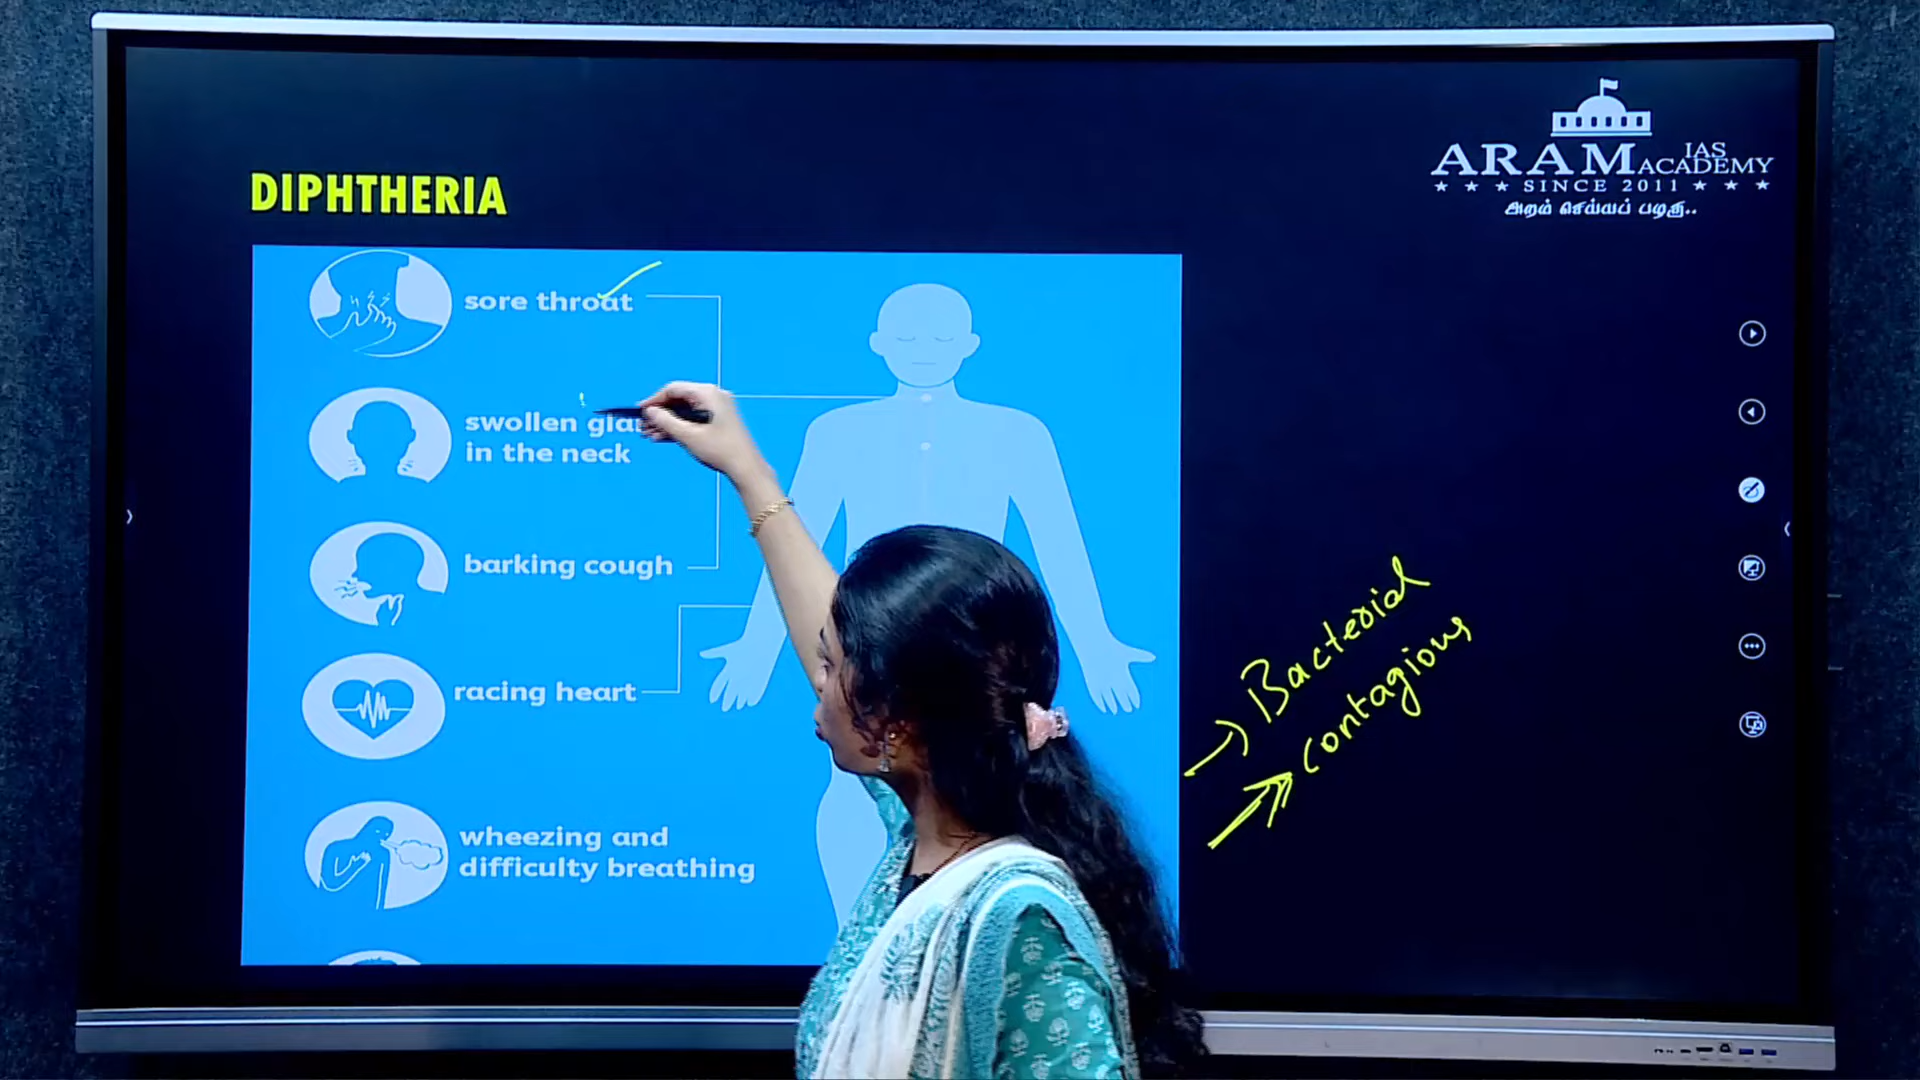 ARAM IAS ACADEMY
★ ★ ★ SINCE 2011 ★ ★ ★
அறம் செய்யப் பழகு..
DIPHTHERIA
sore throat
swollen
in the neck
barking cough
racing heart
wheezing and
difficulty breathing
Bacterial
contagious